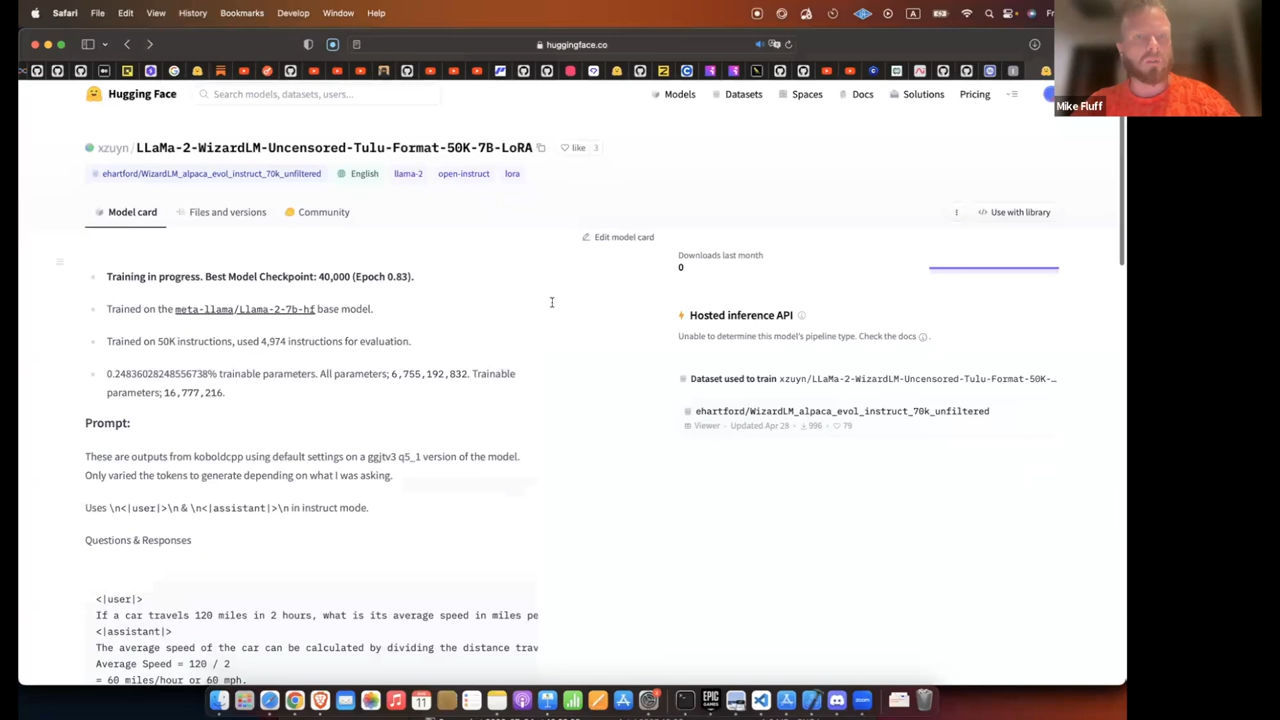 Safari File Edit View History Bookmarks Develop Window Help
huggingface.co
Mike Fluff
Hugging Face
Search models, datasets, users...
Models Datasets Spaces Docs Solutions Pricing
xzuyn/LLaMa-2-WizardLM-Uncensored-Tulu-Format-50K-7B-LoRA
like 3
ehartford/WizardLM_alpaca_evol_instruct_70k_unfiltered English llama-2 open-instruct lora
Model card Files and versions Community
Use with library
Edit model card
Training in progress. Best Model Checkpoint: 40,000 (Epoch 0.83).
Trained on the meta-llama/Llama-2-7b-hf base model.
Trained on 50K instructions, used 4,974 instructions for evaluation.
0.24836028248556738% trainable parameters. All parameters; 6,755,192,832. Trainable
parameters; 16,777,216.
Prompt:
These are outputs from koboldcpp using default settings on a ggjtv3 q5_1 version of the model.
Only varied the tokens to generate depending on what I was asking.
Uses \n<|user|>\n & \n<|assistant|>\n in instruct mode.
Questions & Responses
<|user|>
If a car travels 120 miles in 2 hours, what is its average speed in miles pe
<|assistant|>
The average speed of the car can be calculated by dividing the distance trav
Average Speed = 120 / 2
= 60 miles/hour or 60 mph.
Downloads last month
0
Hosted inference API
Unable to determine this model's pipeline type. Check the docs.
Dataset used to train xzuyn/LLaMa-2-WizardLM-Uncensored-Tulu-Format-50K-…
ehartford/WizardLM_alpaca_evol_instruct_70k_unfiltered
Viewer Updated Apr 28 996 79